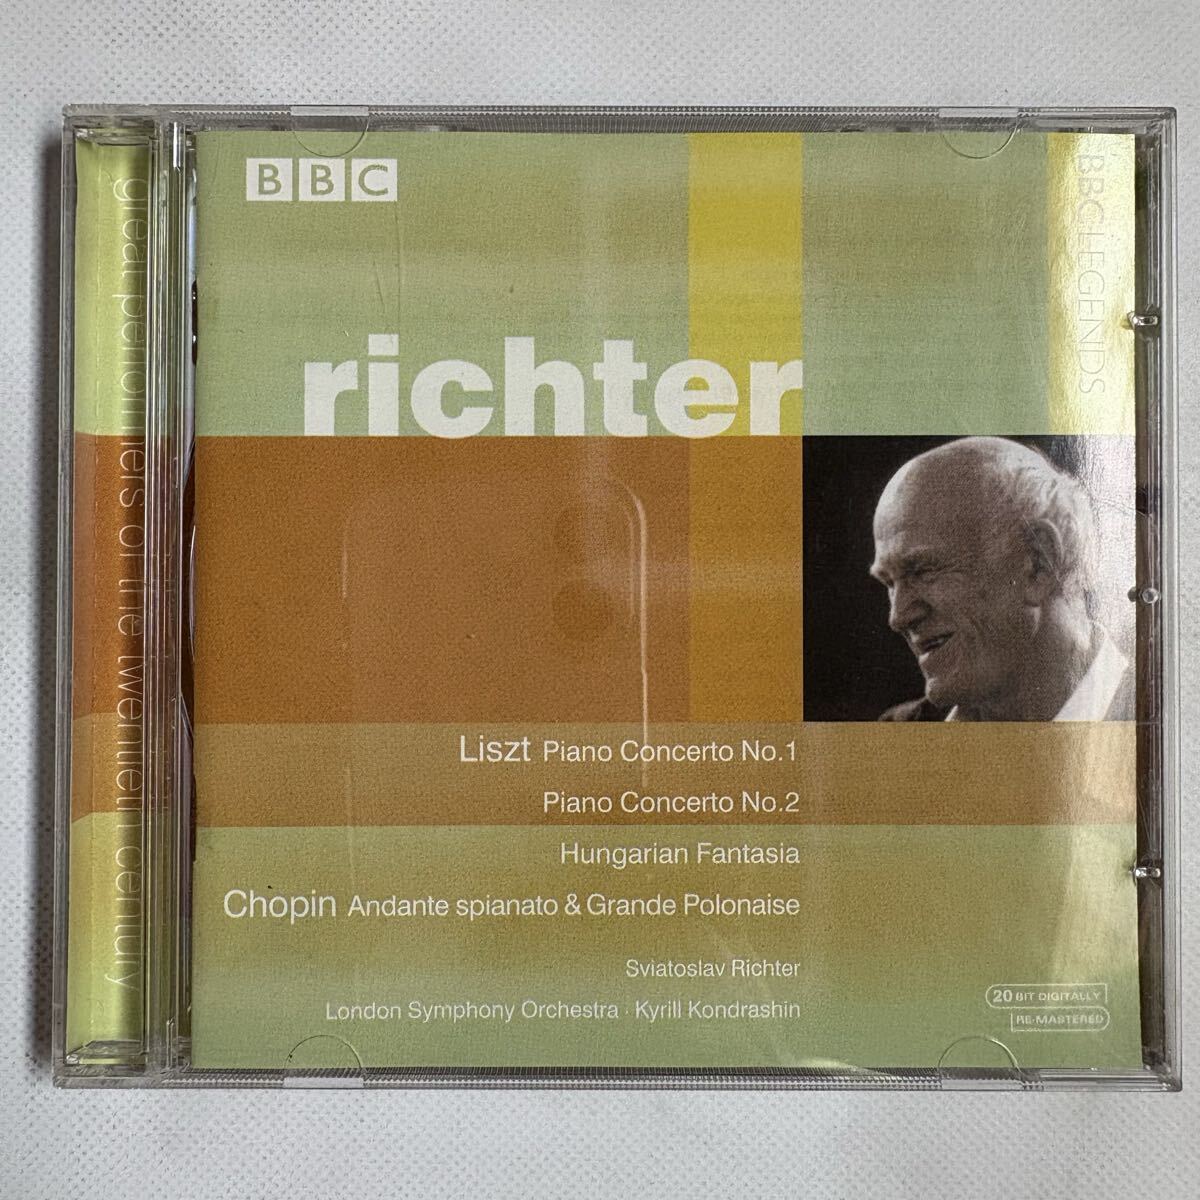 BBC
BBC LEGENDS
great performers of the twentieth century
richter
Liszt Piano Concerto No.1
Piano Concerto No.2
Hungarian Fantasia
Chopin Andante spianato & Grande Polonaise
Sviatoslav Richter
London Symphony Orchestra · Kyrill Kondrashin
20 BIT DIGITALLY
RE-MASTERED